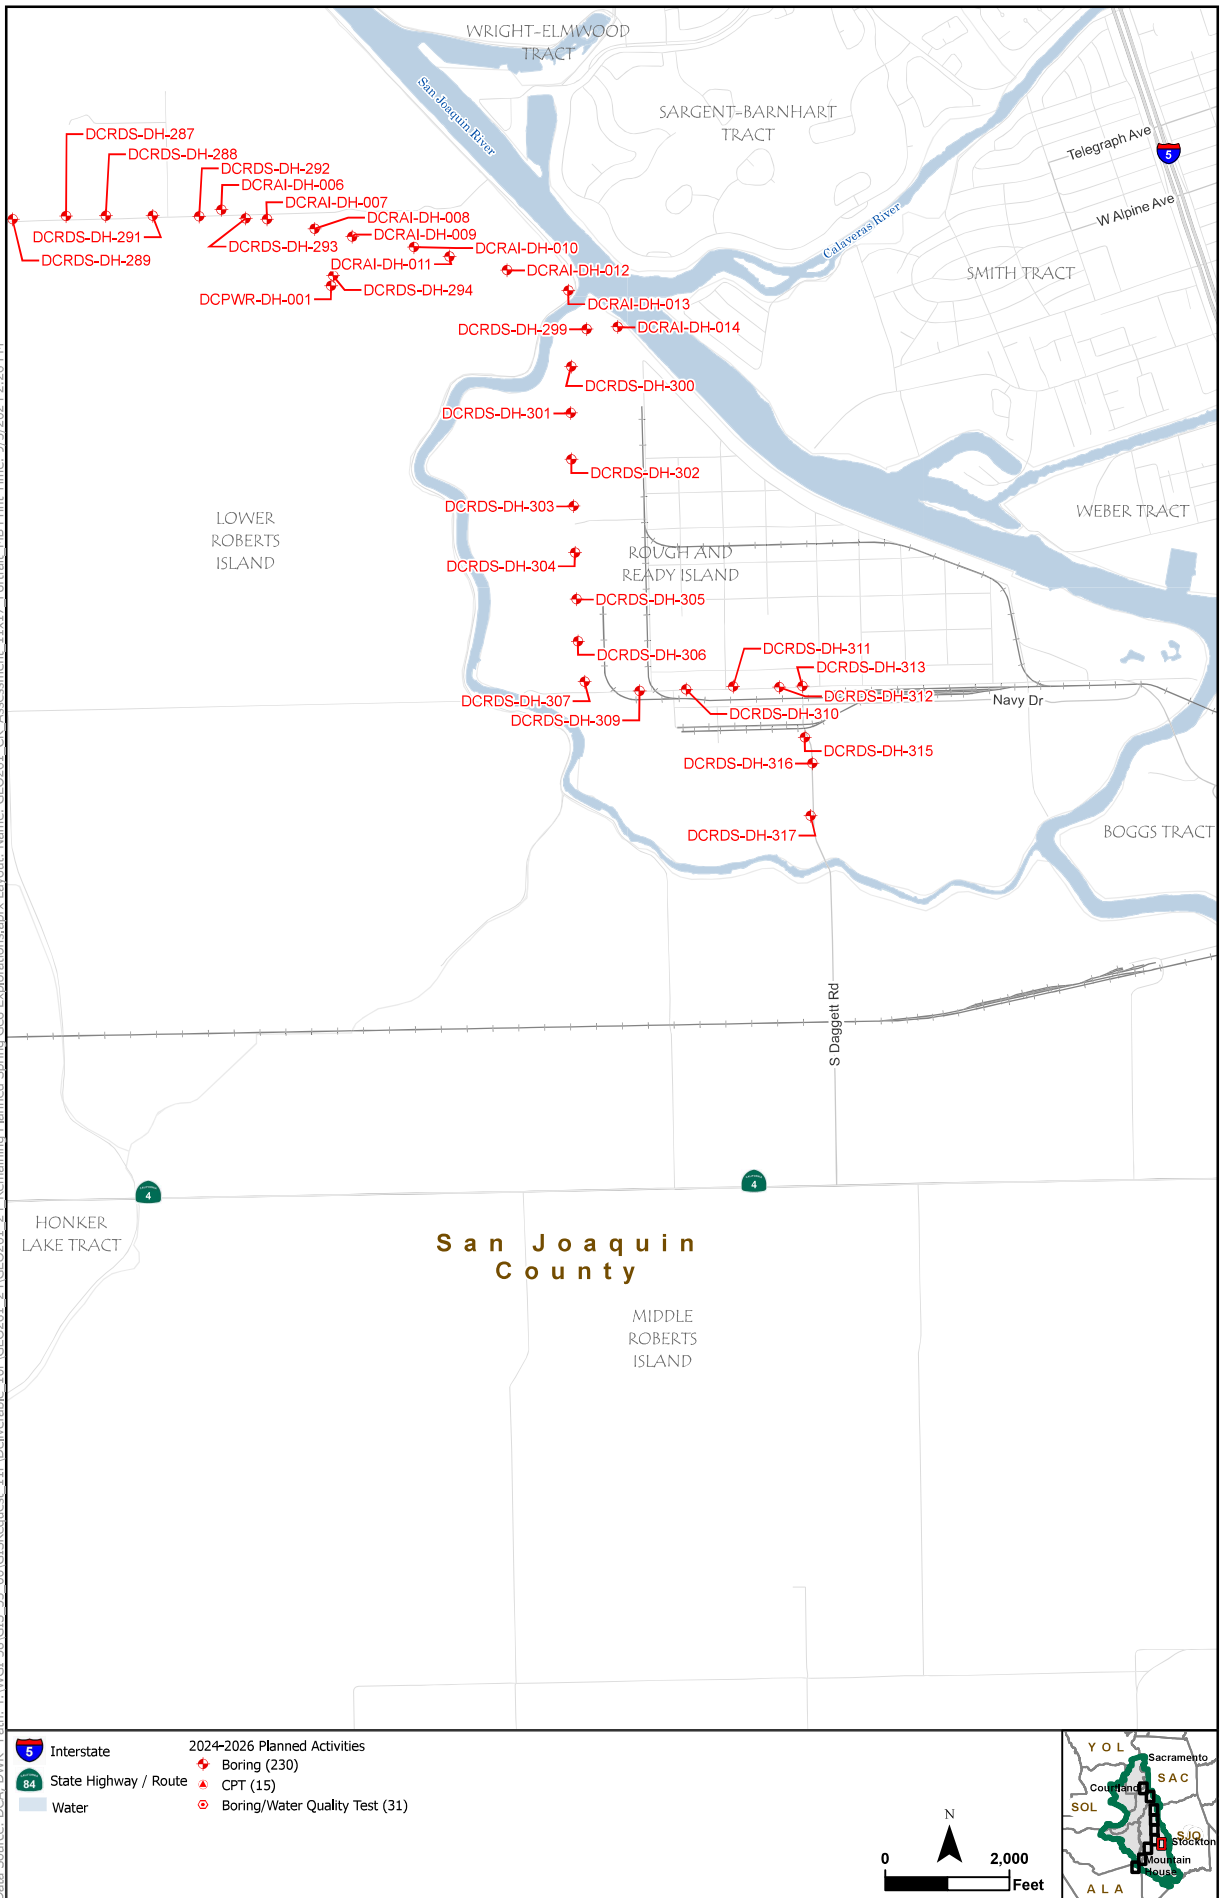 WRIGHT-ELMWOOD
TRACT
San Joaquin River
SARGENT-BARNHART
TRACT
Telegraph Ave
5
W Alpine Ave
Calaveras River
SMITH TRACT
DCRDS-DH-287
DCRDS-DH-288
DCRDS-DH-292
DCRAI-DH-006
DCRAI-DH-007
DCRAI-DH-008
DCRAI-DH-009
DCRDS-DH-291
DCRDS-DH-293
DCRAI-DH-010
DCRDS-DH-289
DCRAI-DH-011
DCRAI-DH-012
DCRDS-DH-294
DCPWR-DH-001
DCRAI-DH-013
DCRDS-DH-299
DCRAI-DH-014
DCRDS-DH-300
DCRDS-DH-301
DCRDS-DH-302
DCRDS-DH-303
WEBER TRACT
LOWER
ROBERTS
ISLAND
ROUGH AND
READY ISLAND
DCRDS-DH-304
DCRDS-DH-305
DCRDS-DH-306
DCRDS-DH-311
DCRDS-DH-313
DCRDS-DH-312
DCRDS-DH-307
Navy Dr
DCRDS-DH-310
DCRDS-DH-309
DCRDS-DH-315
DCRDS-DH-316
DCRDS-DH-317
BOGGS TRACT
S Daggett Rd
4
4
HONKER
LAKE TRACT
San Joaquin
County
MIDDLE
ROBERTS
ISLAND
5 Interstate
CALIFORNIA 84 State Highway / Route
Water
2024-2026 Planned Activities
Boring (230)
CPT (15)
Boring/Water Quality Test (31)
N
0 2,000
Feet
YOL
Sacramento
SAC
Courtland
SOL
SJO
Stockton
Mountain
House
ALA